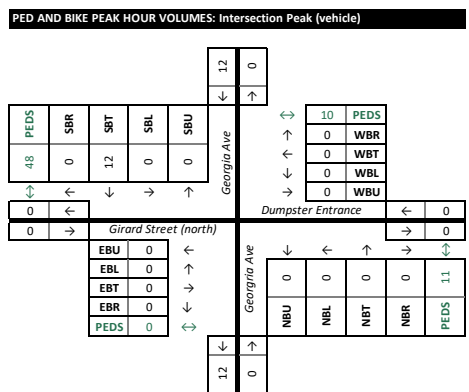 PED AND BIKE PEAK HOUR VOLUMES: Intersection Peak (vehicle)
12 0
↓ ↑
PEDS SBR SBT SBL SBU
48 0 12 0 0
↕ ← ↓ → ↑
Georgia Ave
↔ 10 PEDS
↑ 0 WBR
← 0 WBT
↓ 0 WBL
→ 0 WBU
0 ← Dumpster Entrance ← 0
0 → Girard Street (north) → 0
EBU 0 ←
EBL 0 ↑
EBT 0 →
EBR 0 ↓
PEDS 0 ↔
Georgria Ave
↓ ← ↑ → ↕
0 0 0 0 11
NBU NBL NBT NBR PEDS
↓ ↑
12 0